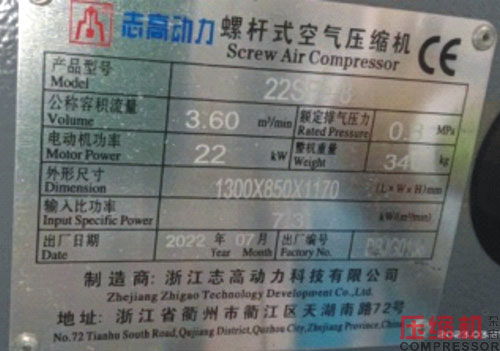 志高动力 螺杆式空气压缩机
Screw Air Compressor CE
产品型号
Model
公称容积流量 3.60 m³/min 额定排气压力 MPa
Volume Rated Pressure
电动机功率 22 kW 整机重量 kg
Motor Power Weight
外形尺寸 1300X850X1170 (L×W×H)mm
Dimension
输入比功率 kW/(m³/min)
Input Specific Power
出厂日期 2022 年 07 月 出厂编号
Date Year Month Serial No.
制造商:浙江志高动力科技有限公司
Zhejiang Zhigao Technology Development Co., Ltd.
地址:浙江省衢州市衢江区天湖南路72号
No.72 Tianhu South Road, Qujiang District, Quzhou City, Zhejiang Province, China
压缩机
COMPRESSOR